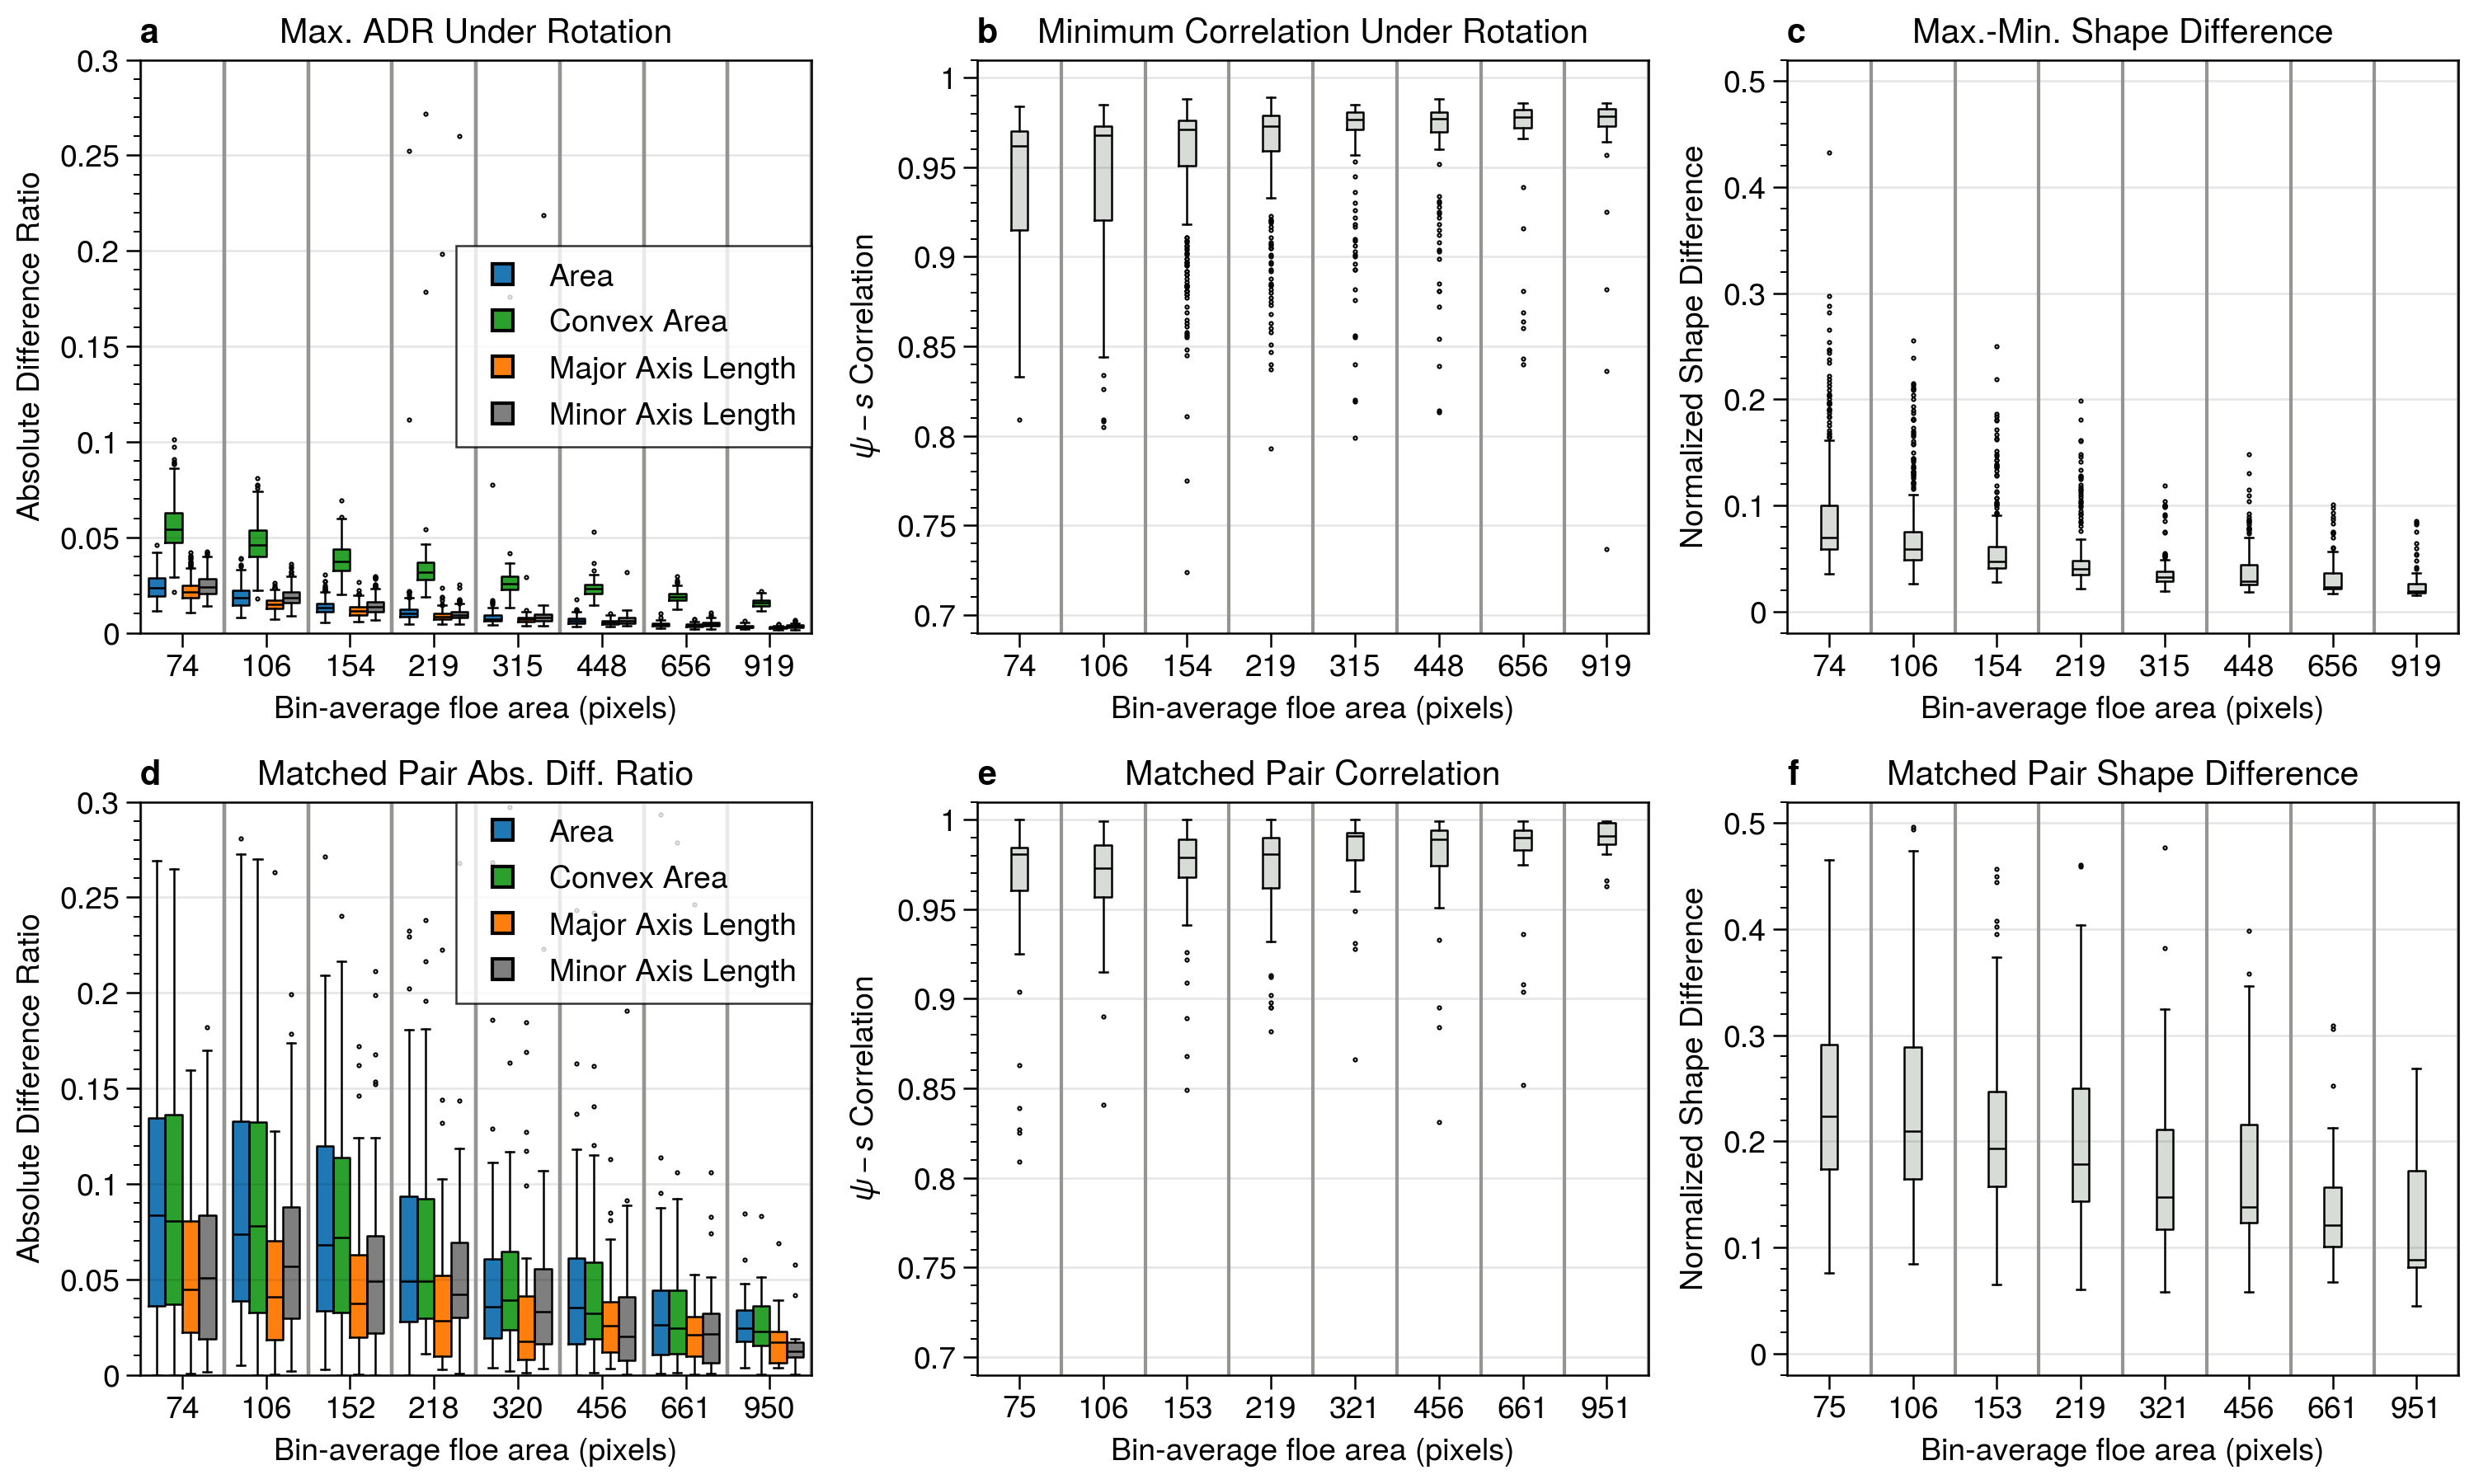 a Max. ADR Under Rotation
Absolute Difference Ratio
0.3
0.25
0.2
0.15
0.1
0.05
0
Area
Convex Area
Major Axis Length
Minor Axis Length
74 106 154 219 315 448 656 919
Bin-average floe area (pixels)
b Minimum Correlation Under Rotation
ψ – s Correlation
1
0.95
0.9
0.85
0.8
0.75
0.7
74 106 154 219 315 448 656 919
Bin-average floe area (pixels)
c Max.-Min. Shape Difference
Normalized Shape Difference
0.5
0.4
0.3
0.2
0.1
0
74 106 154 219 315 448 656 919
Bin-average floe area (pixels)
d Matched Pair Abs. Diff. Ratio
Absolute Difference Ratio
0.3
0.25
0.2
0.15
0.1
0.05
0
Area
Convex Area
Major Axis Length
Minor Axis Length
74 106 152 218 320 456 661 950
Bin-average floe area (pixels)
e Matched Pair Correlation
ψ – s Correlation
1
0.95
0.9
0.85
0.8
0.75
0.7
75 106 153 219 321 456 661 951
Bin-average floe area (pixels)
f Matched Pair Shape Difference
Normalized Shape Difference
0.5
0.4
0.3
0.2
0.1
0
75 106 153 219 321 456 661 951
Bin-average floe area (pixels)